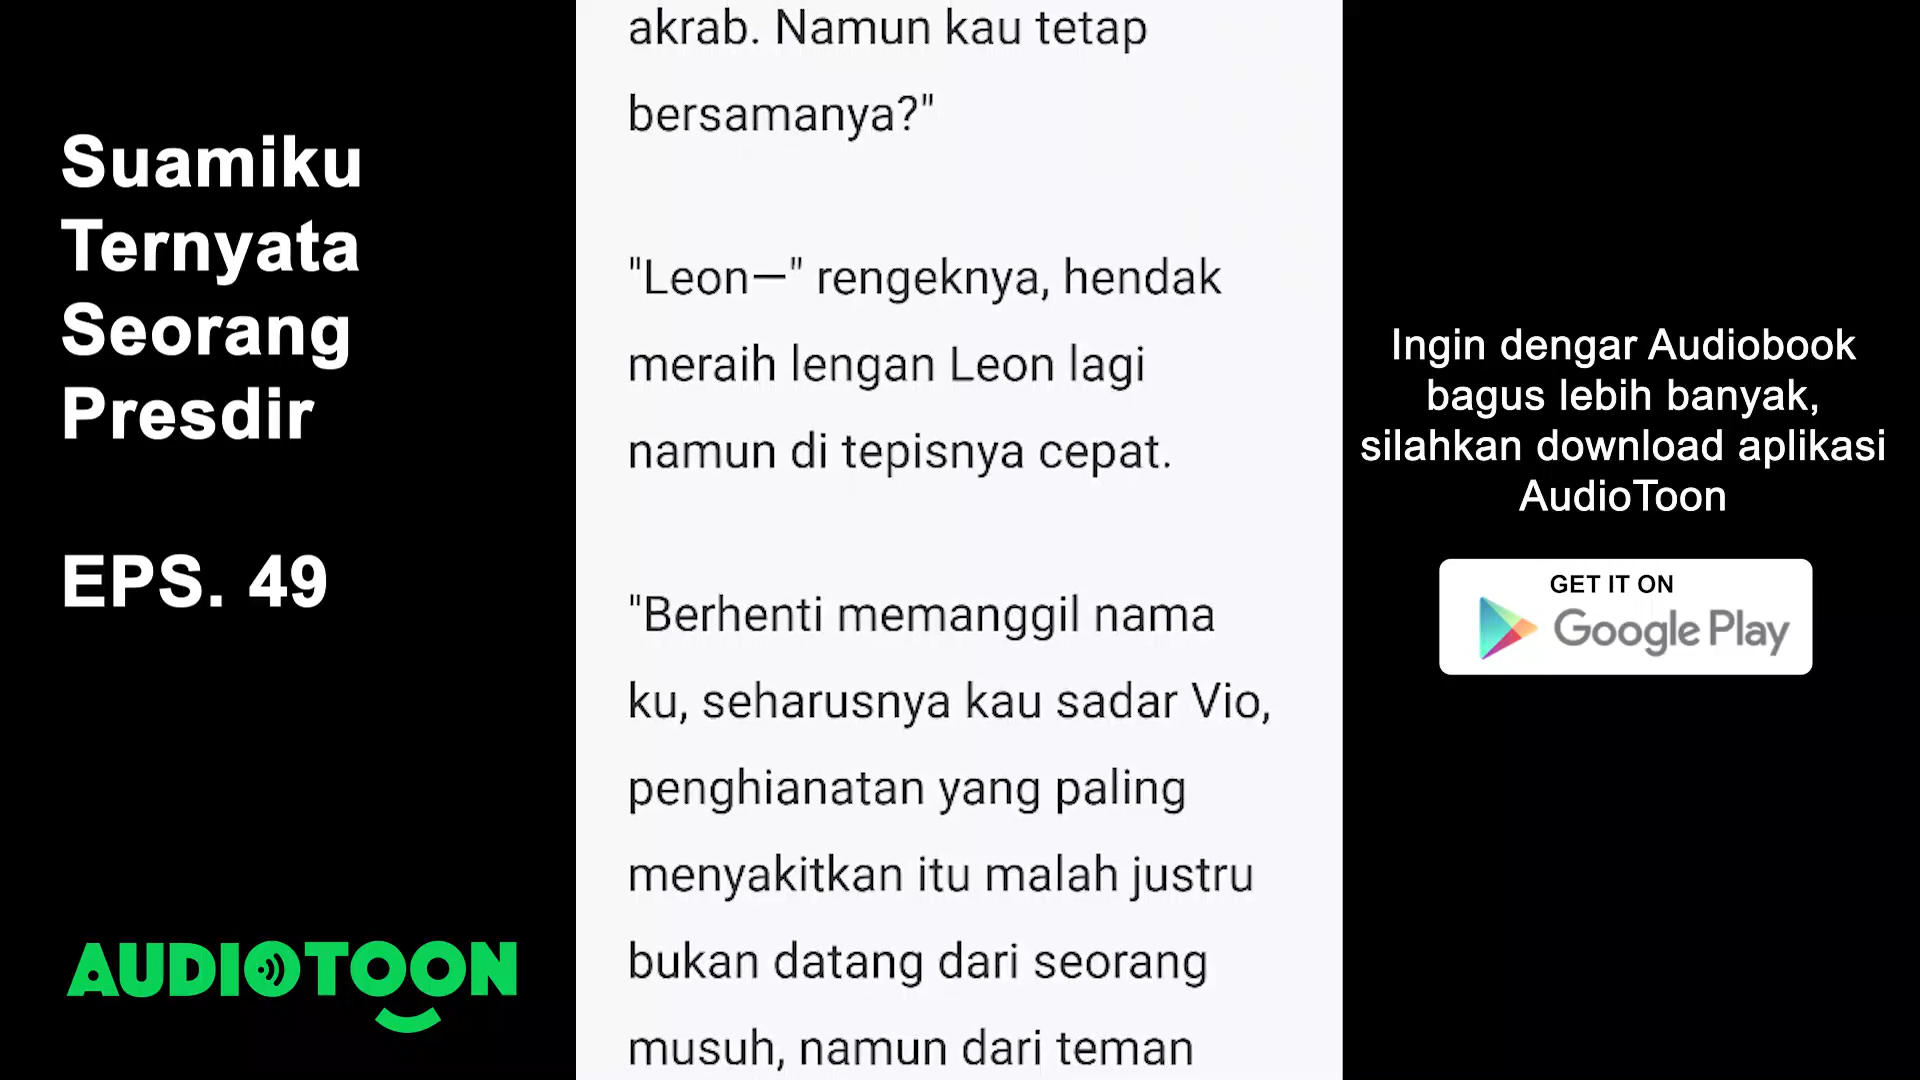 Suamiku
Ternyata
Seorang
Presdir
EPS. 49
AUDIOTOON
akrab. Namun kau tetap
bersamanya?"
"Leon—" rengeknya, hendak
meraih lengan Leon lagi
namun di tepisnya cepat.
"Berhenti memanggil nama
ku, seharusnya kau sadar Vio,
penghianatan yang paling
menyakitkan itu malah justru
bukan datang dari seorang
musuh, namun dari teman
Ingin dengar Audiobook
bagus lebih banyak,
silahkan download aplikasi
AudioToon
GET IT ON
Google Play